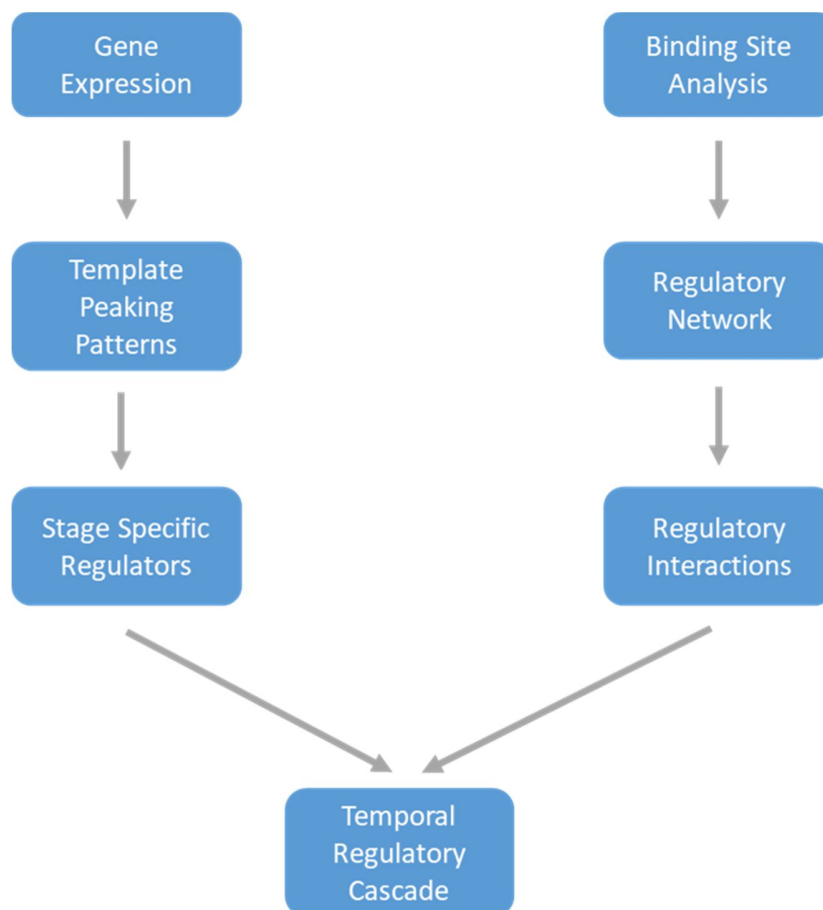 Gene
Expression
Binding Site
Analysis
Template
Peaking
Patterns
Regulatory
Network
Stage Specific
Regulators
Regulatory
Interactions
Temporal
Regulatory
Cascade